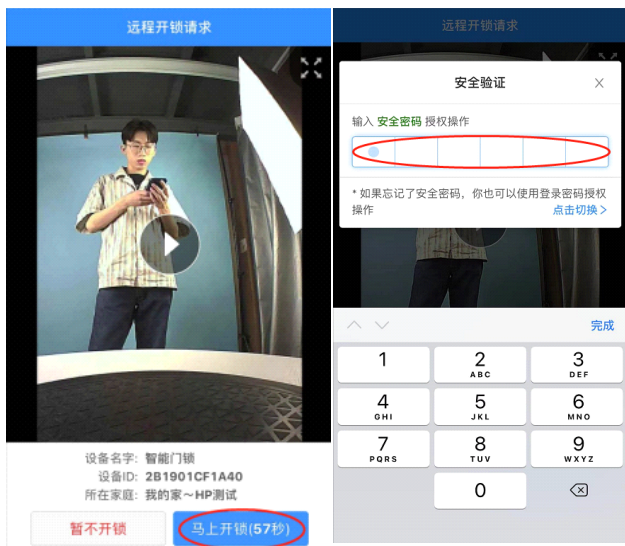 远程开锁请求
设备名字: 智能门锁
设备ID: 2B1901CF1A40
所在家庭: 我的家～HP测试
暂不开锁
马上开锁(57秒)
远程开锁请求
安全验证
输入 安全密码 授权操作
* 如果忘记了安全密码，你也可以使用登录密码授权
操作
点击切换＞
完成
1
2
ABC
3
DEF
4
GHI
5
JKL
6
MNO
7
PQRS
8
TUV
9
WXYZ
0